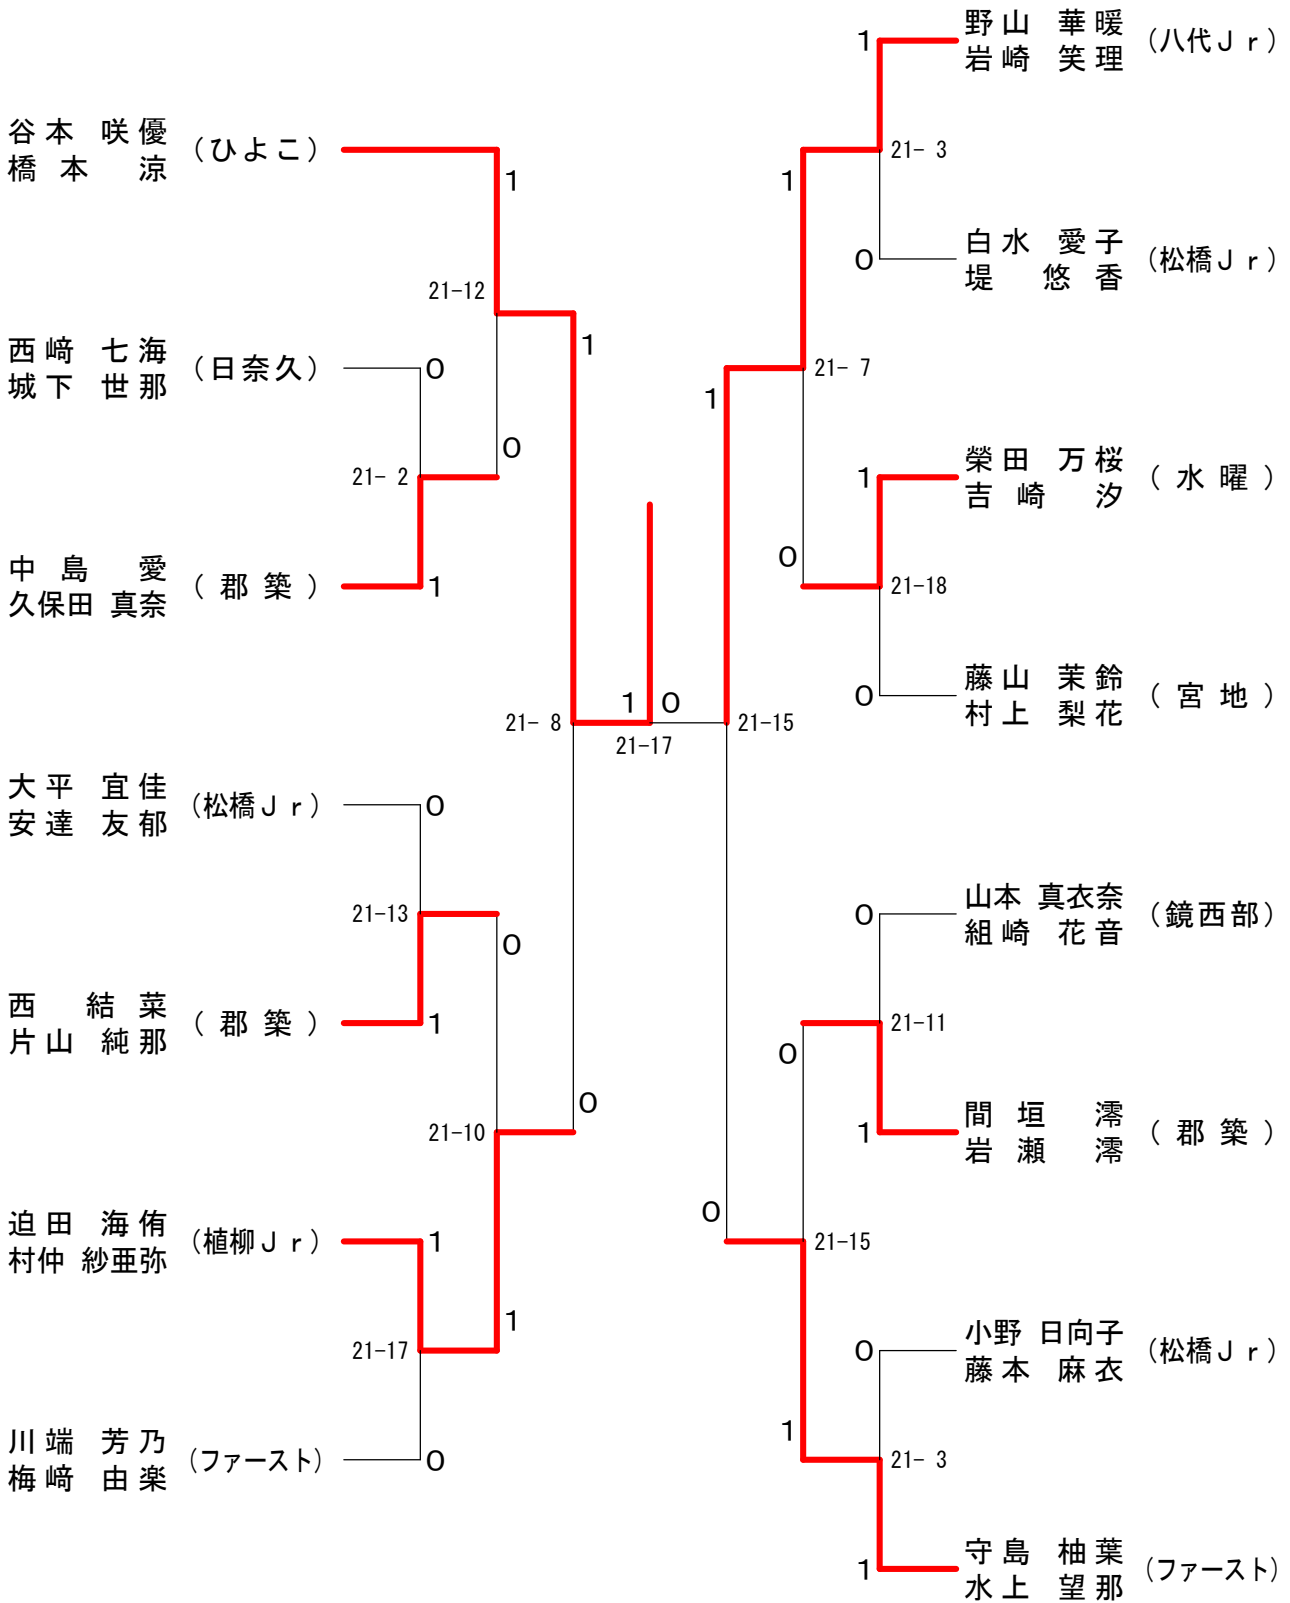 谷本 咲優
橋本 涼
(ひよこ)
1
21-12
西﨑 七海
城下 世那
(日奈久)
0
0
21- 2
中島 愛
久保田 真奈
(郡築)
1
1
21- 8
大平 宜佳
安達 友郁
(松橋Ｊｒ)
0
21-13
0
西 結菜
片山 純那
(郡築)
1
21-10
0
迫田 海侑
村仲 紗亜弥
(植柳Ｊｒ)
1
1
21-17
川端 芳乃
梅﨑 由楽
(ファースト)
0
1
0
21-17
野山 華暖
岩崎 笑理
(八代Ｊｒ)
1
21- 3
1
白水 愛子
堤 悠香
(松橋Ｊｒ)
0
21- 7
1
榮田 万桜
吉崎 汐
(水曜)
1
0
21-18
藤山 茉鈴
村上 梨花
(宮地)
0
21-15
山本 真衣奈
組崎 花音
(鏡西部)
0
21-11
0
間垣 澪
岩瀬 澪
(郡築)
1
0
21-15
小野 日向子
藤本 麻衣
(松橋Ｊｒ)
0
1
21- 3
守島 柚葉
水上 望那
(ファースト)
1